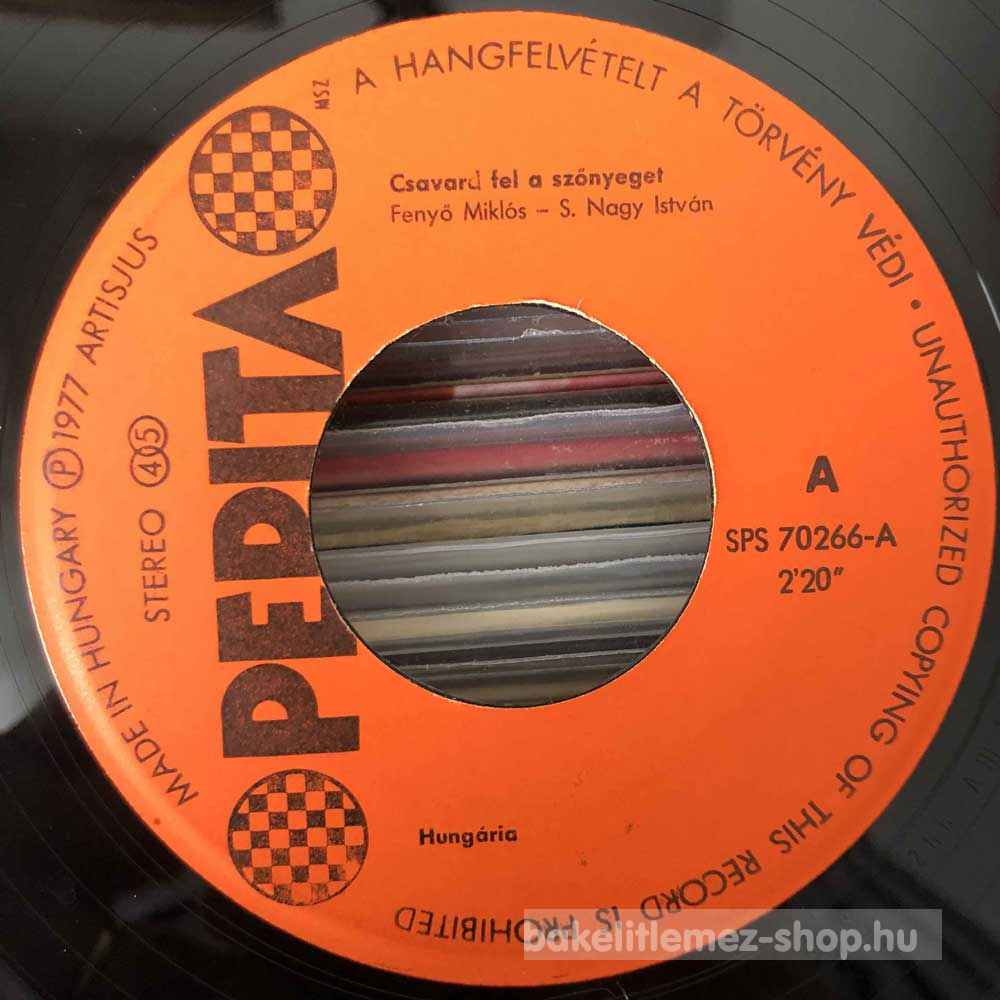 A HANGFELVÉTELT A TÖRVÉNY VÉDI • UNAUTHORIZED COPYING OF THIS RECORD IS PROHIBITED
MSZ
Csavard fel a szőnyeget
Fenyő Miklós – S. Nagy István
PEPITA
MADE IN HUNGARY Ⓟ 1977 ARTISJUS
STEREO 405
A
SPS 70266-A
2'20"
Hungária
bakelitlemez-shop.hu